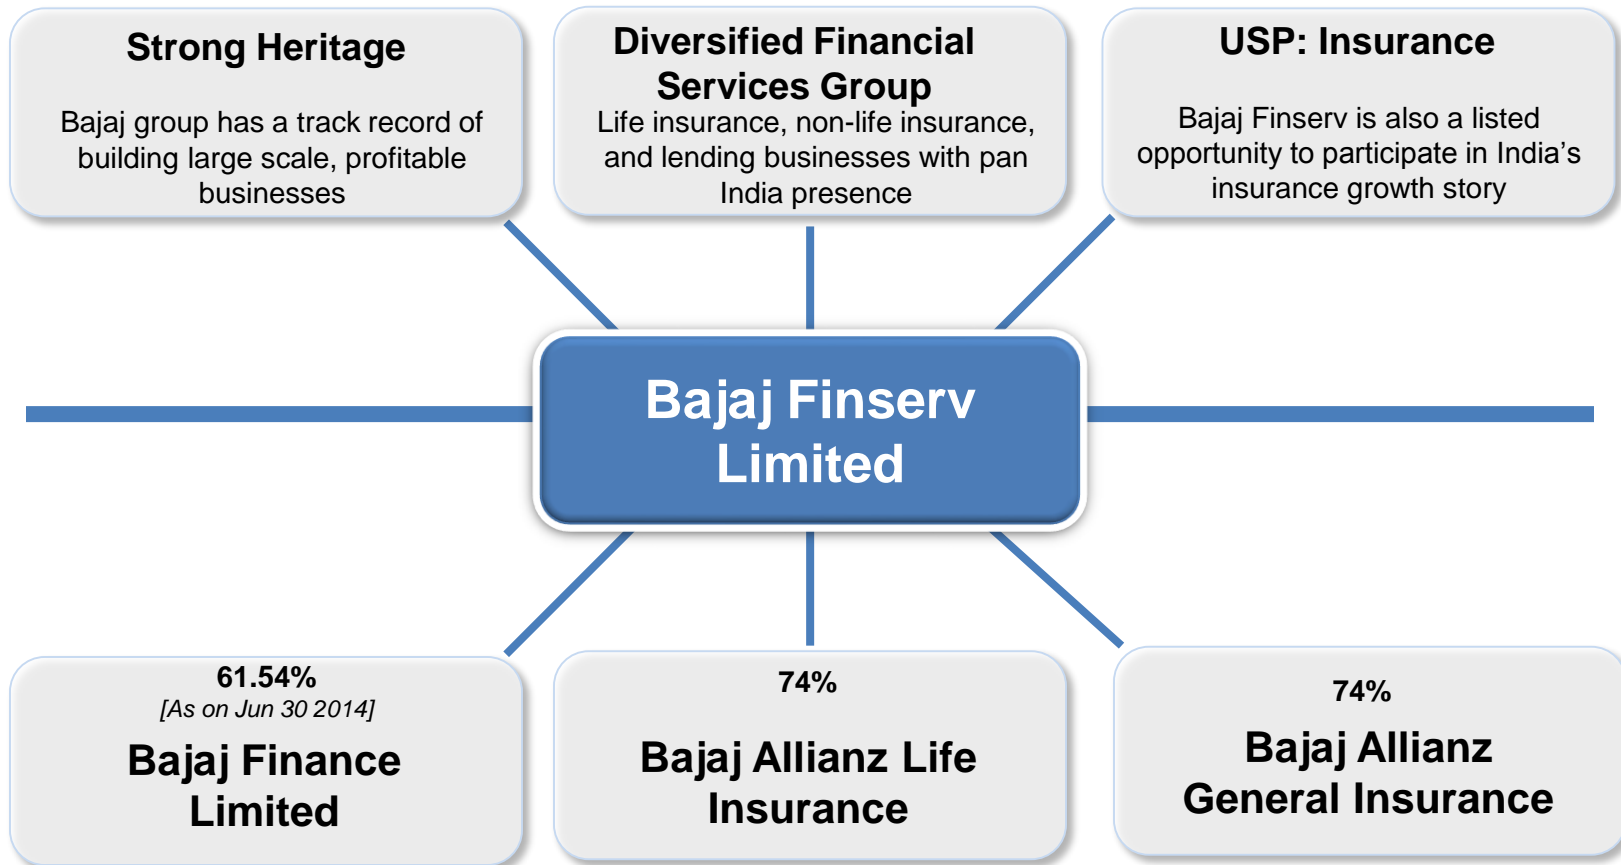 Strong Heritage
Bajaj group has a track record of
building large scale, profitable
businesses
Diversified Financial
Services Group
Life insurance, non-life insurance,
and lending businesses with pan
India presence
USP: Insurance
Bajaj Finserv is also a listed
opportunity to participate in India’s
insurance growth story
Bajaj Finserv
Limited
61.54%
[As on Jun 30 2014]
Bajaj Finance
Limited
74%
Bajaj Allianz Life
Insurance
74%
Bajaj Allianz
General Insurance